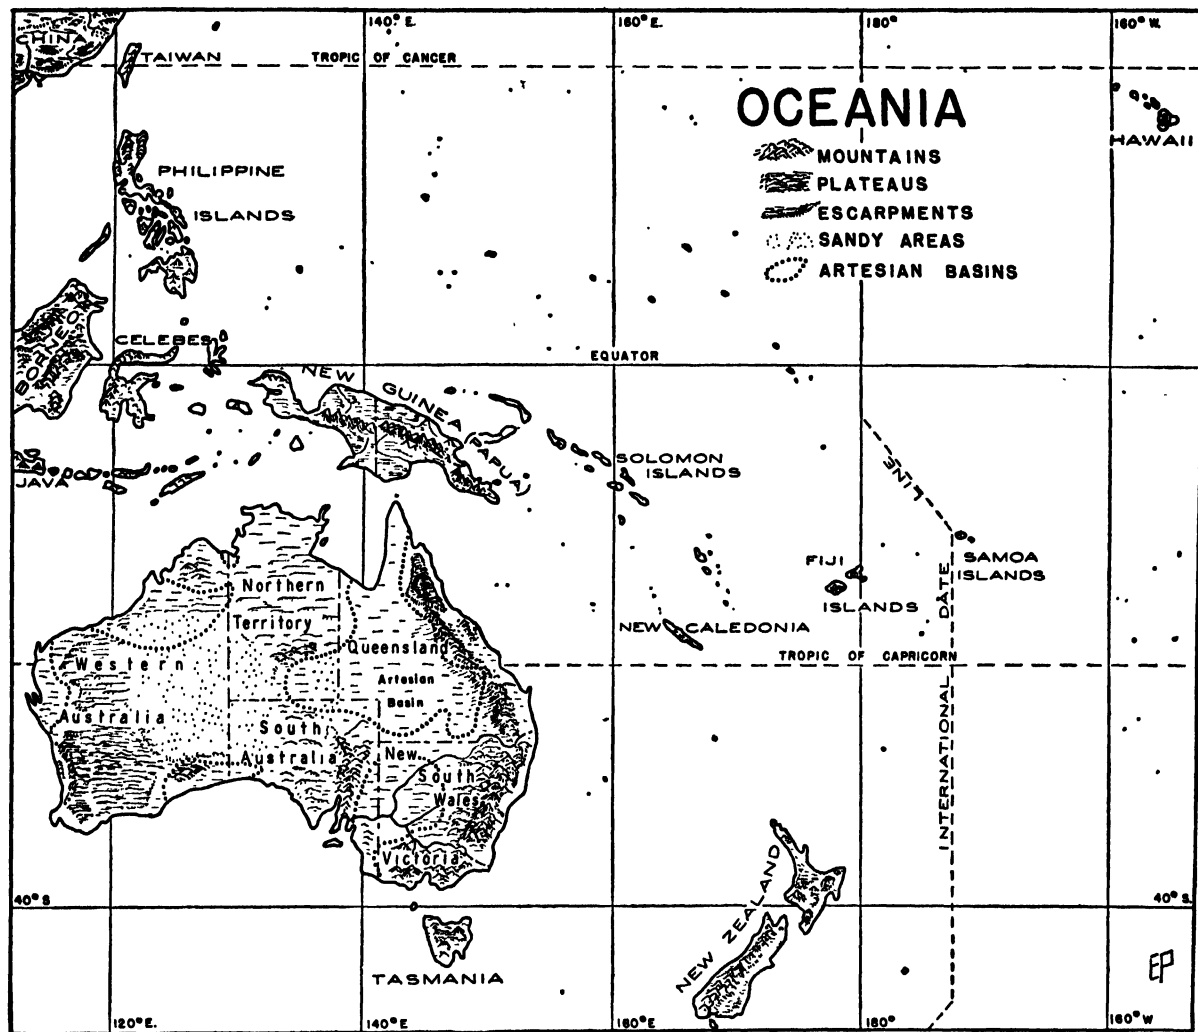 140° E.
160° E.
180°
160° W.
CHINA
TAIWAN
TROPIC OF CANCER
OCEANIA
HAWAII
MOUNTAINS
PLATEAUS
ESCARPMENTS
SANDY AREAS
ARTESIAN BASINS
PHILIPPINE
ISLANDS
BORNEO
CELEBES
EQUATOR
NEW GUINEA
(PAPUA)
JAVA
SOLOMON
ISLANDS
LINE
FIJI
ISLANDS
SAMOA
ISLANDS
NEW CALEDONIA
Northern
Territory
Queensland
Western
Australia
Artesian
Basin
TROPIC OF CAPRICORN
South
Australia
New
South
Wales
Victoria
INTERNATIONAL DATE
40° S
40° S.
NEW ZEALAND
TASMANIA
EP
120° E.
140° E
160° E
180°
160° W